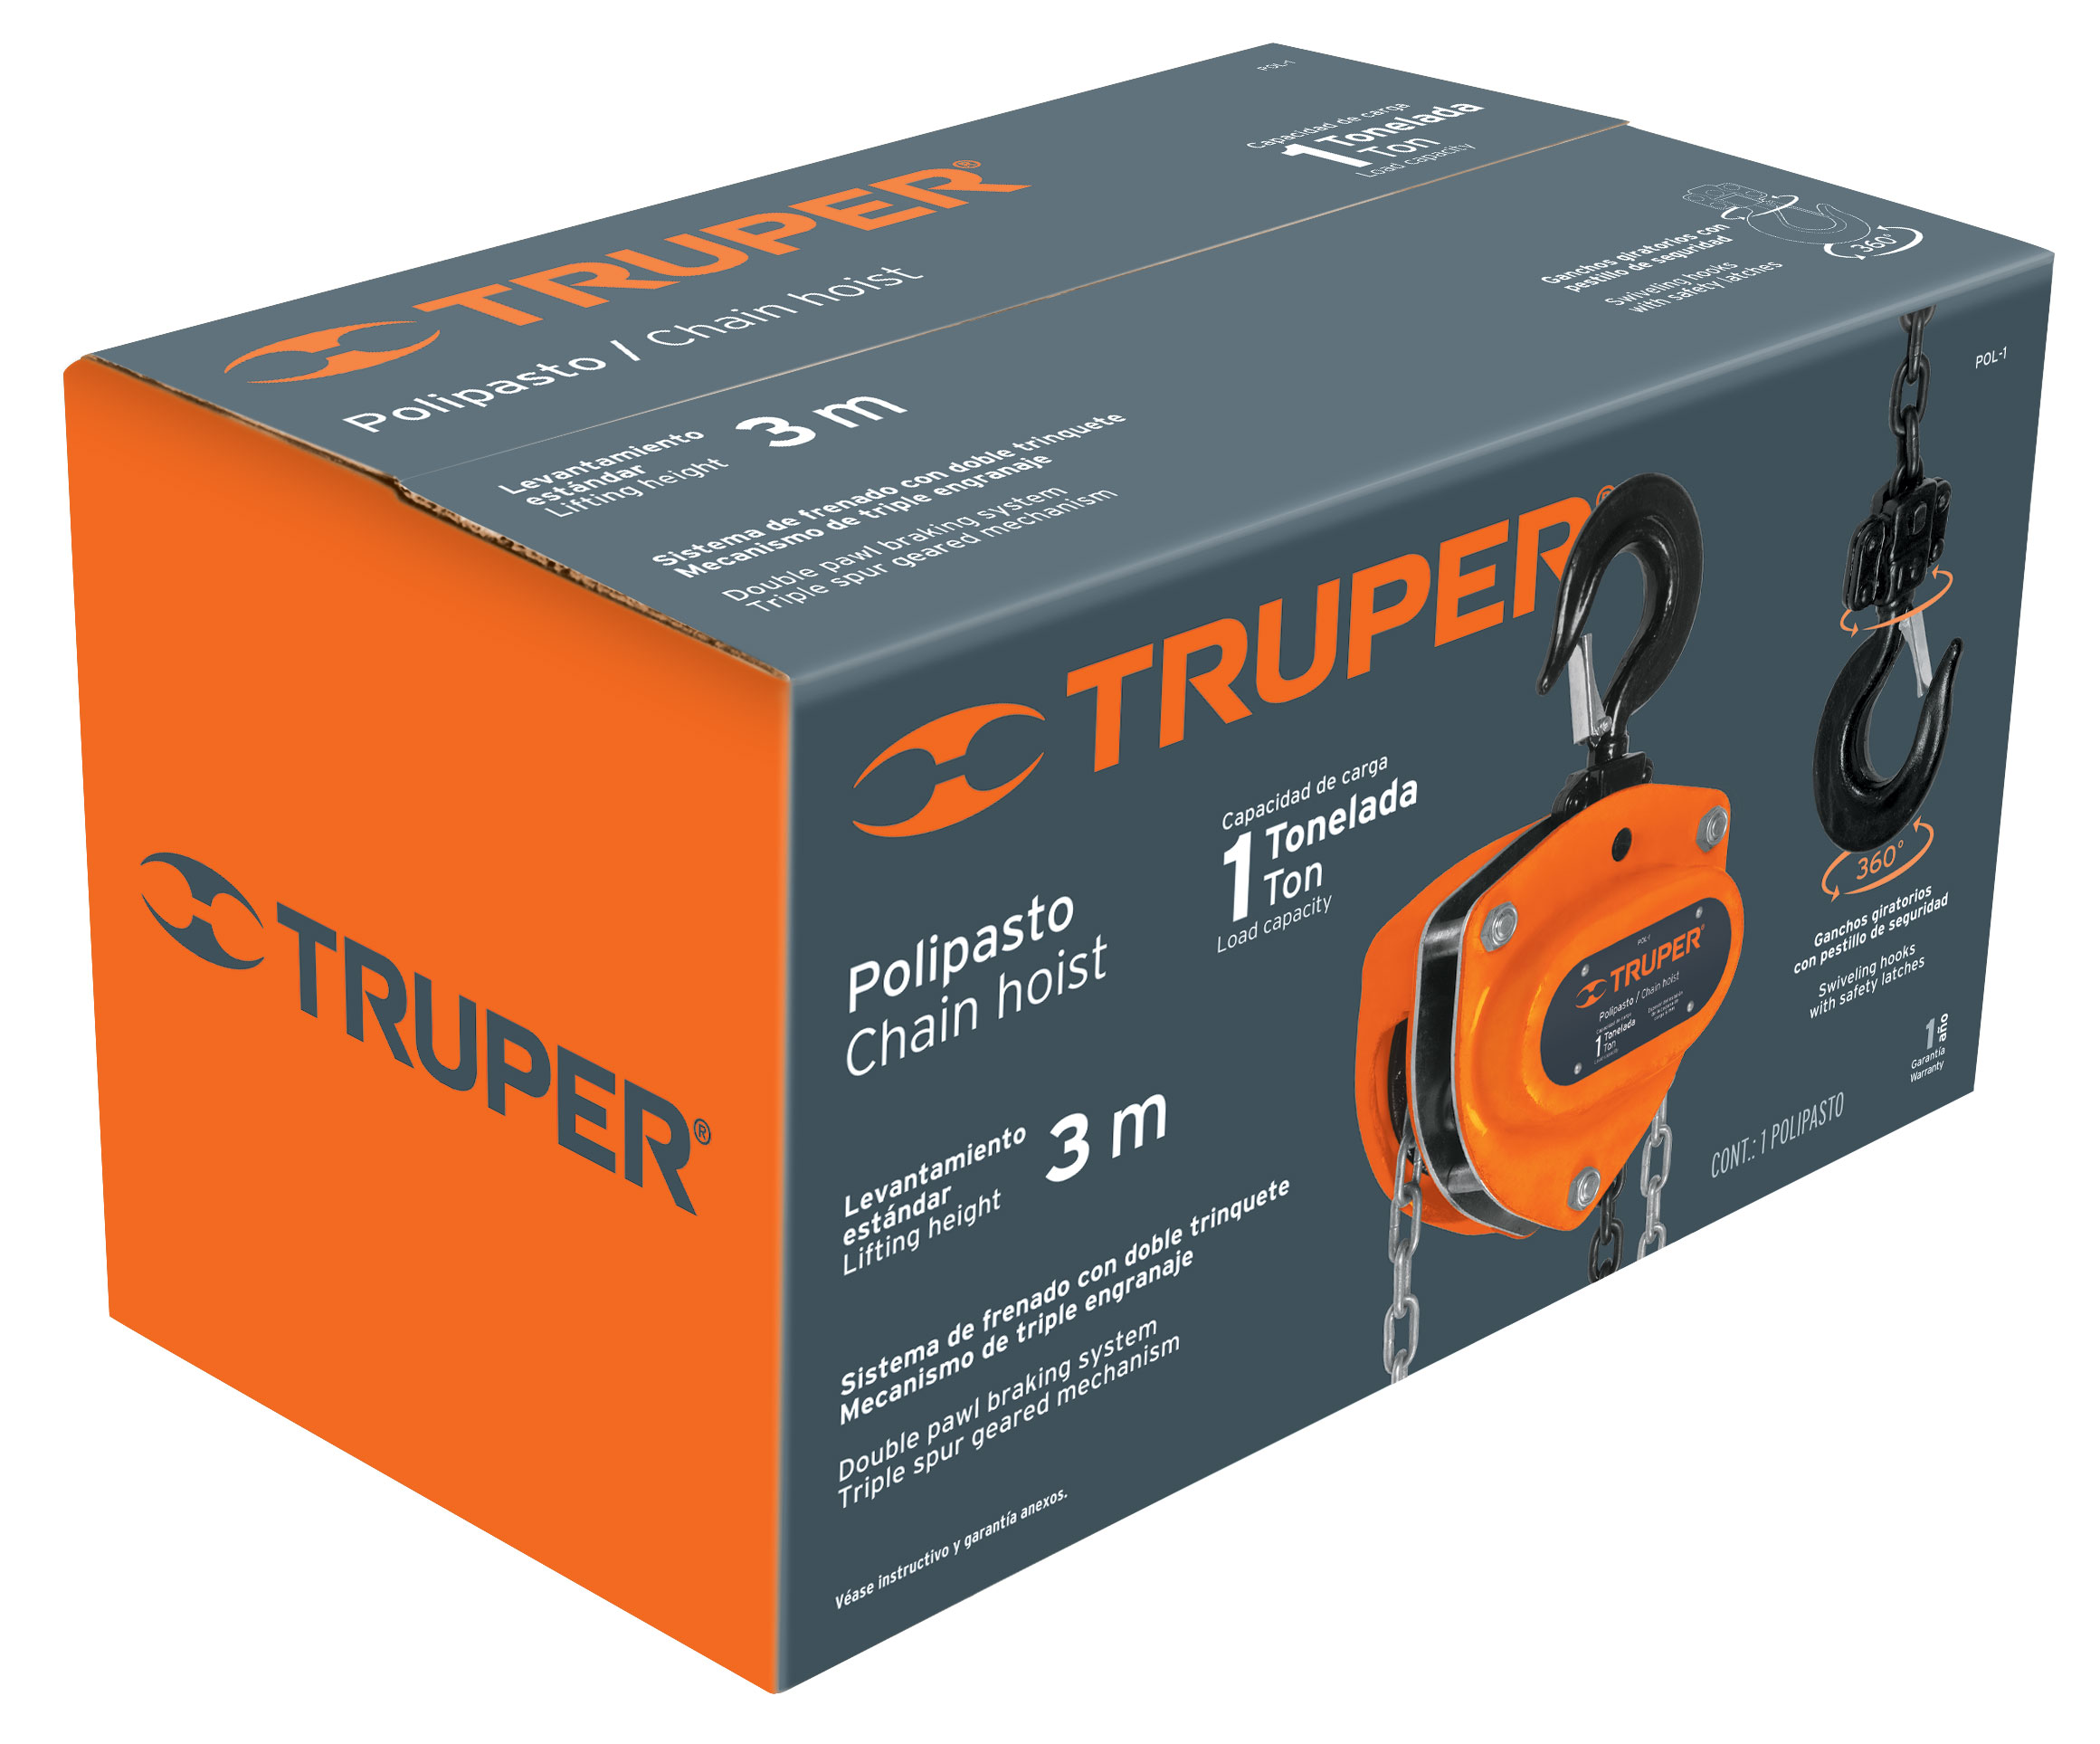 POL-1
Capacidad de carga
1 Tonelada
Ton
Load capacity
TRUPER®
Polipasto / Chain hoist
Levantamiento
estándar
Lifting height
3 m
Sistema de frenado con doble trinquete
Mecanismo de triple engranaje
Double pawl braking system
Triple spur geared mechanism
Ganchos giratorios con
pestillo de seguridad
Swiveling hooks
with safety latches
360°
TRUPER®
TRUPER®
POL-1
Capacidad de carga
1 Tonelada
Ton
Load capacity
Polipasto
Chain hoist
Levantamiento
estándar
Lifting height
3 m
Sistema de frenado con doble trinquete
Mecanismo de triple engranaje
Double pawl braking system
Triple spur geared mechanism
Véase instructivo y garantía anexos.
POL-1
TRUPER®
Polipasto / Chain hoist
1 Tonelada
Ton
360°
Ganchos giratorios
con pestillo de seguridad
Swiveling hooks
with safety latches
1 año
Garantía
Warranty
CONT.: 1 POLIPASTO